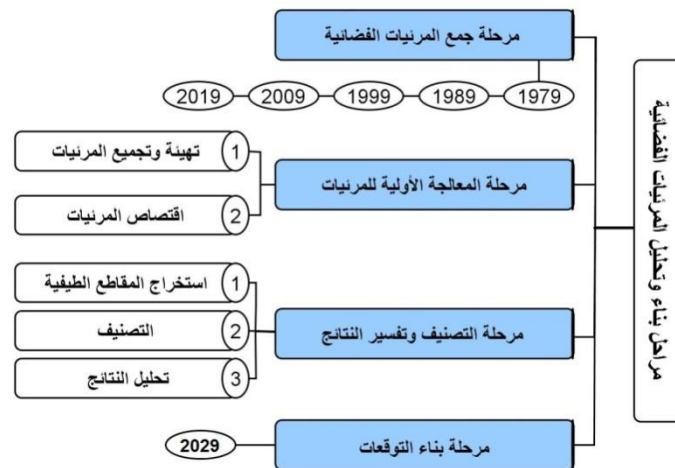 مراحل بناء وتحليل المرئيات الفضائية
مرحلة جمع المرئيات الفضائية
1979
1989
1999
2009
2019
مرحلة المعالجة الأولية للمرئيات
1 تهيئة وتجميع المرئيات
2 اقتصاص المرئيات
مرحلة التصنيف وتفسير النتائج
1 استخراج المقاطع الطيفية
2 التصنيف
3 تحليل النتائج
مرحلة بناء التوقعات
2029